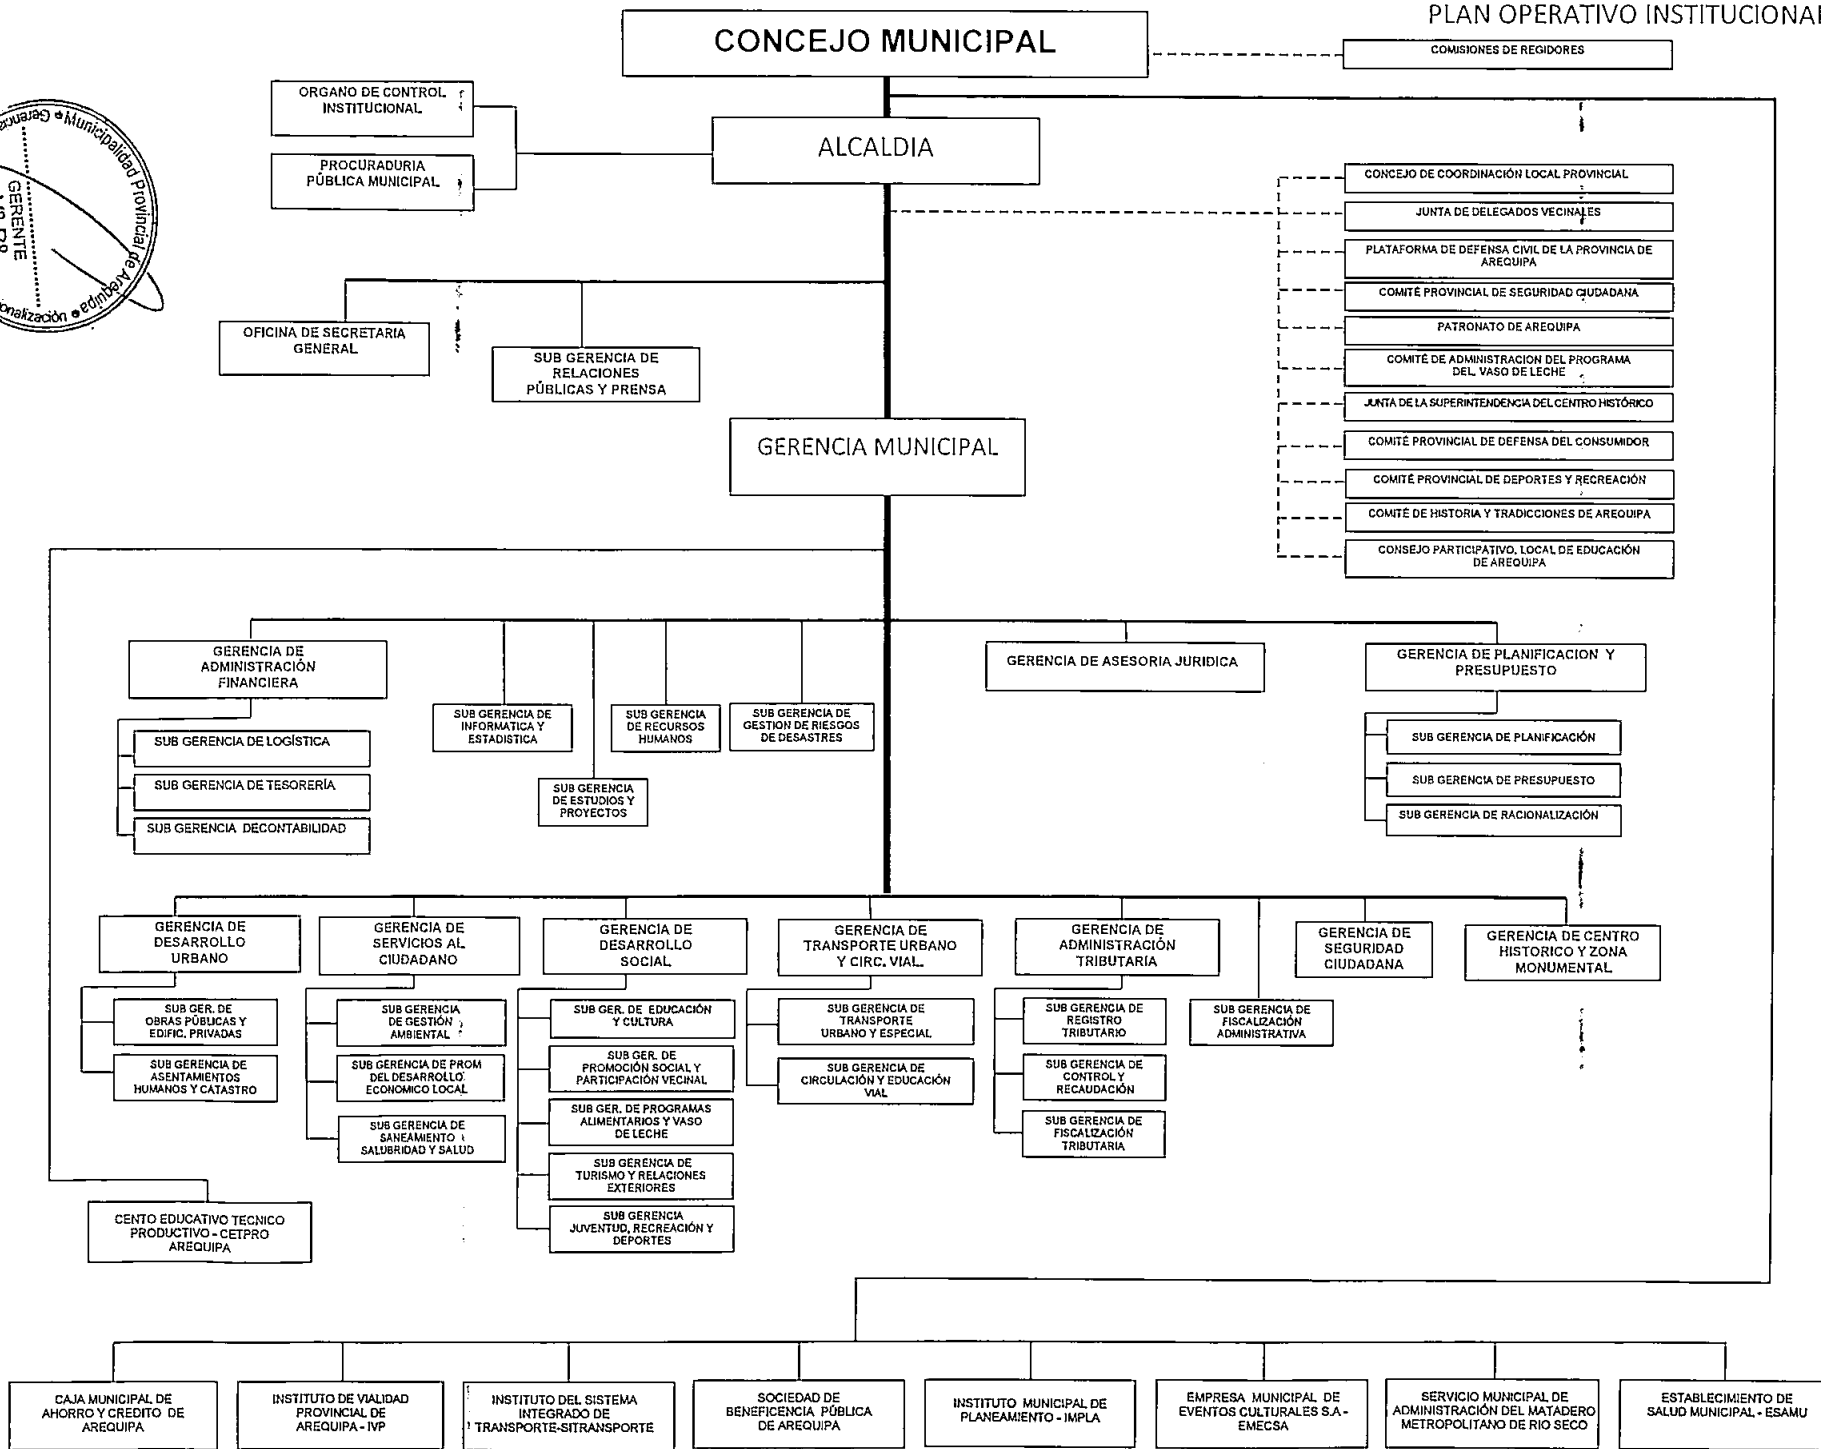 PLAN OPERATIVO INSTITUCIONAL
CONCEJO MUNICIPAL
COMISIONES DE REGIDORES
ORGANO DE CONTROL
INSTITUCIONAL
ALCALDIA
PROCURADURIA
PÚBLICA MUNICIPAL
Municipalidad Provincial de Arequipa
GERENTE
CONCEJO DE COORDINACIÓN LOCAL PROVINCIAL
JUNTA DE DELEGADOS VECINALES
PLATAFORMA DE DEFENSA CIVIL DE LA PROVINCIA DE
AREQUIPA
COMITÉ PROVINCIAL DE SEGURIDAD CIUDADANA
PATRONATO DE AREQUIPA
COMITÉ DE ADMINISTRACION DEL PROGRAMA
DEL VASO DE LECHE
JUNTA DE LA SUPERINTENDENCIA DEL CENTRO HISTÓRICO
COMITÉ PROVINCIAL DE DEFENSA DEL CONSUMIDOR
COMITÉ PROVINCIAL DE DEPORTES Y RECREACIÓN
COMITÉ DE HISTORIA Y TRADICCIONES DE AREQUIPA
CONSEJO PARTICIPATIVO, LOCAL DE EDUCACIÓN
DE AREQUIPA
OFICINA DE SECRETARIA
GENERAL
SUB GERENCIA DE
RELACIONES
PÚBLICAS Y PRENSA
GERENCIA MUNICIPAL
GERENCIA DE
ADMINISTRACIÓN
FINANCIERA
SUB GERENCIA DE LOGÍSTICA
SUB GERENCIA DE TESORERÍA
SUB GERENCIA DECONTABILIDAD
SUB GERENCIA DE
INFORMATICA Y
ESTADISTICA
SUB GERENCIA
DE ESTUDIOS Y
PROYECTOS
SUB GERENCIA
DE RECURSOS
HUMANOS
SUB GERENCIA DE
GESTION DE RIESGOS
DE DESASTRES
GERENCIA DE ASESORIA JURIDICA
GERENCIA DE PLANIFICACION Y
PRESUPUESTO
SUB GERENCIA DE PLANIFICACIÓN
SUB GERENCIA DE PRESUPUESTO
SUB GERENCIA DE RACIONALIZACIÓN
GERENCIA DE
DESARROLLO
URBANO
SUB GER. DE
OBRAS PÚBLICAS Y
EDIFIC. PRIVADAS
SUB GERENCIA DE
ASENTAMIENTOS
HUMANOS Y CATASTRO
GERENCIA DE
SERVICIOS AL
CIUDADANO
SUB GERENCIA
DE GESTIÓN
AMBIENTAL
SUB GERENCIA DE PROM
DEL DESARROLLO
ECONOMICO LOCAL
SUB GERENCIA DE
SANEAMIENTO
SALUBRIDAD Y SALUD
GERENCIA DE
DESARROLLO
SOCIAL
SUB GER. DE EDUCACIÓN
Y CULTURA
SUB GER. DE
PROMOCIÓN SOCIAL Y
PARTICIPACIÓN VECINAL
SUB GER. DE PROGRAMAS
ALIMENTARIOS Y VASO
DE LECHE
SUB GERENCIA DE
TURISMO Y RELACIONES
EXTERIORES
SUB GERENCIA
JUVENTUD, RECREACIÓN Y
DEPORTES
GERENCIA DE
TRANSPORTE URBANO
Y CIRC. VIAL.
SUB GERENCIA DE
TRANSPORTE
URBANO Y ESPECIAL
SUB GERENCIA DE
CIRCULACIÓN Y EDUCACIÓN
VIAL
GERENCIA DE
ADMINISTRACIÓN
TRIBUTARIA
SUB GERENCIA DE
REGISTRO
TRIBUTARIO
SUB GERENCIA DE
CONTROL Y
RECAUDACIÓN
SUB GERENCIA DE
FISCALIZACIÓN
TRIBUTARIA
SUB GERENCIA DE
FISCALIZACIÓN
ADMINISTRATIVA
GERENCIA DE
SEGURIDAD
CIUDADANA
GERENCIA DE CENTRO
HISTORICO Y ZONA
MONUMENTAL
CENTO EDUCATIVO TECNICO
PRODUCTIVO - CETPRO
AREQUIPA
CAJA MUNICIPAL DE
AHORRO Y CREDITO DE
AREQUIPA
INSTITUTO DE VIALIDAD
PROVINCIAL DE
AREQUIPA - IVP
INSTITUTO DEL SISTEMA
INTEGRADO DE
TRANSPORTE-SITRANSPORTE
SOCIEDAD DE
BENEFICENCIA PÚBLICA
DE AREQUIPA
INSTITUTO MUNICIPAL DE
PLANEAMIENTO - IMPLA
EMPRESA MUNICIPAL DE
EVENTOS CULTURALES S.A -
EMECSA
SERVICIO MUNICIPAL DE
ADMINISTRACIÓN DEL MATADERO
METROPOLITANO DE RIO SECO
ESTABLECIMIENTO DE
SALUD MUNICIPAL - ESAMU